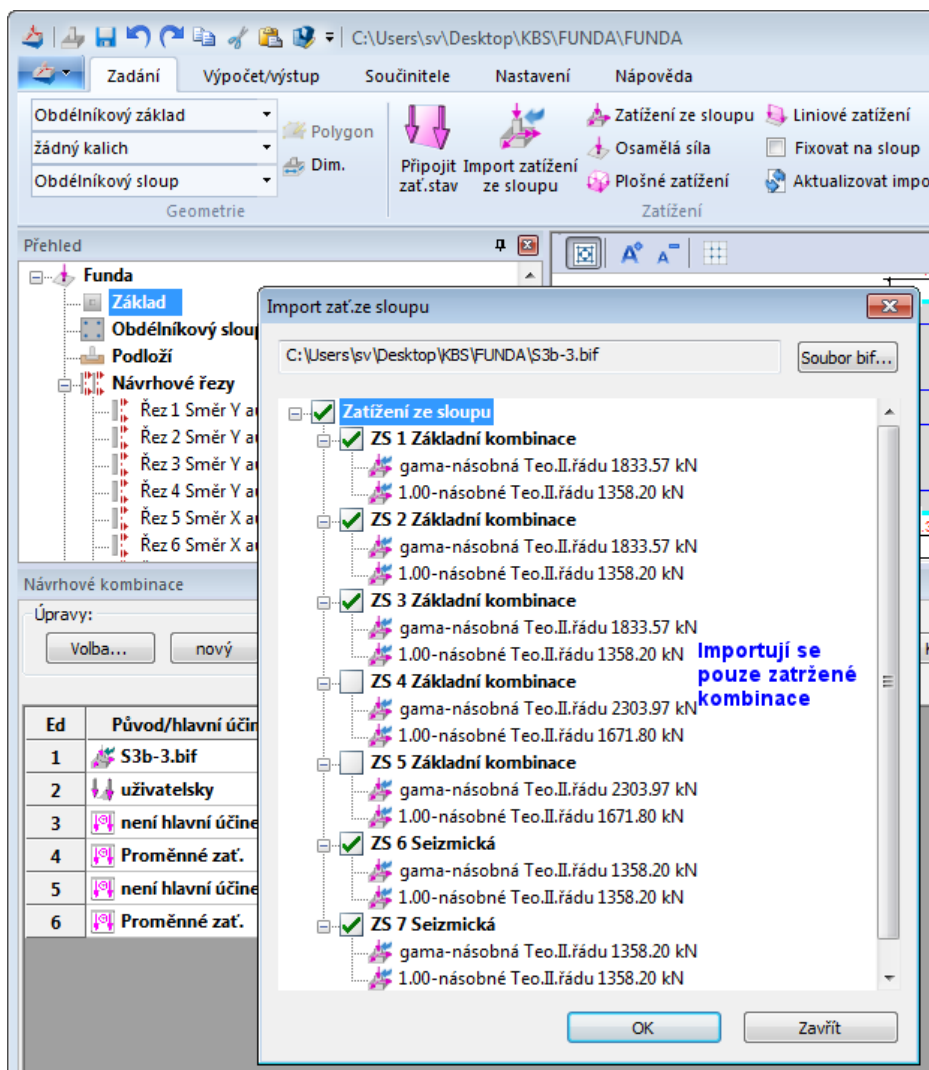 C:\Users\sv\Desktop\KBS\FUNDA\FUNDA
Zadání Výpočet/výstup Součinitele Nastavení Nápověda
Obdélníkový základ
žádný kalich
Obdélníkový sloup
Polygon
Dim.
Geometrie
Připojit zať.stav
Import zatížení ze sloupu
Zatížení ze sloupu
Osamělá síla
Plošné zatížení
Liniové zatížení
Fixovat na sloup
Aktualizovat impo
Zatížení
Přehled
Funda
Základ
Obdélníkový sloup
Podloží
Návrhové řezy
Řez 1 Směr Y au
Řez 2 Směr Y au
Řez 3 Směr Y au
Řez 4 Směr Y au
Řez 5 Směr X au
Řez 6 Směr X au
Návrhové kombinace
Úpravy:
Volba... nový
Ed Původ/hlavní účin
1 S3b-3.bif
2 uživatelsky
3 není hlavní účine
4 Proměnné zať.
5 není hlavní účine
6 Proměnné zať.
Import zať.ze sloupu
C:\Users\sv\Desktop\KBS\FUNDA\S3b-3.bif
Soubor bif...
Zatížení ze sloupu
ZS 1 Základní kombinace
gama-násobná Teo.II.řádu 1833.57 kN
1.00-násobné Teo.II.řádu 1358.20 kN
ZS 2 Základní kombinace
gama-násobná Teo.II.řádu 1833.57 kN
1.00-násobné Teo.II.řádu 1358.20 kN
ZS 3 Základní kombinace
gama-násobná Teo.II.řádu 1833.57 kN
1.00-násobné Teo.II.řádu 1358.20 kN
ZS 4 Základní kombinace
gama-násobná Teo.II.řádu 2303.97 kN
1.00-násobné Teo.II.řádu 1671.80 kN
ZS 5 Základní kombinace
gama-násobná Teo.II.řádu 2303.97 kN
1.00-násobné Teo.II.řádu 1671.80 kN
ZS 6 Seizmická
gama-násobná Teo.II.řádu 1358.20 kN
1.00-násobné Teo.II.řádu 1358.20 kN
ZS 7 Seizmická
gama-násobná Teo.II.řádu 1358.20 kN
1.00-násobné Teo.II.řádu 1358.20 kN
Importují se
pouze zatržené
kombinace
OK Zavřít